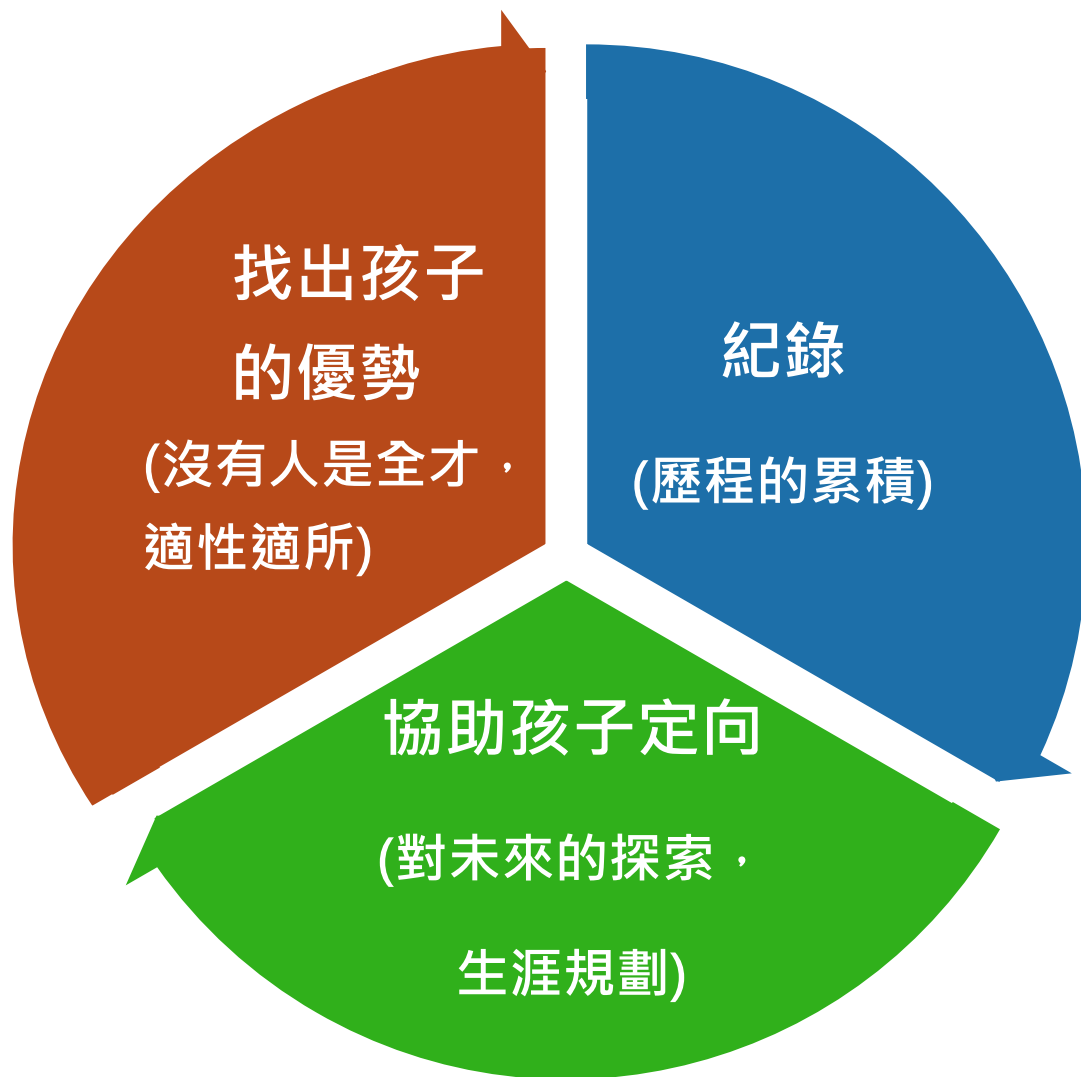 找出孩子
的優勢
(沒有人是全才，
適性適所)
紀錄
(歷程的累積)
協助孩子定向
(對未來的探索，
生涯規劃)